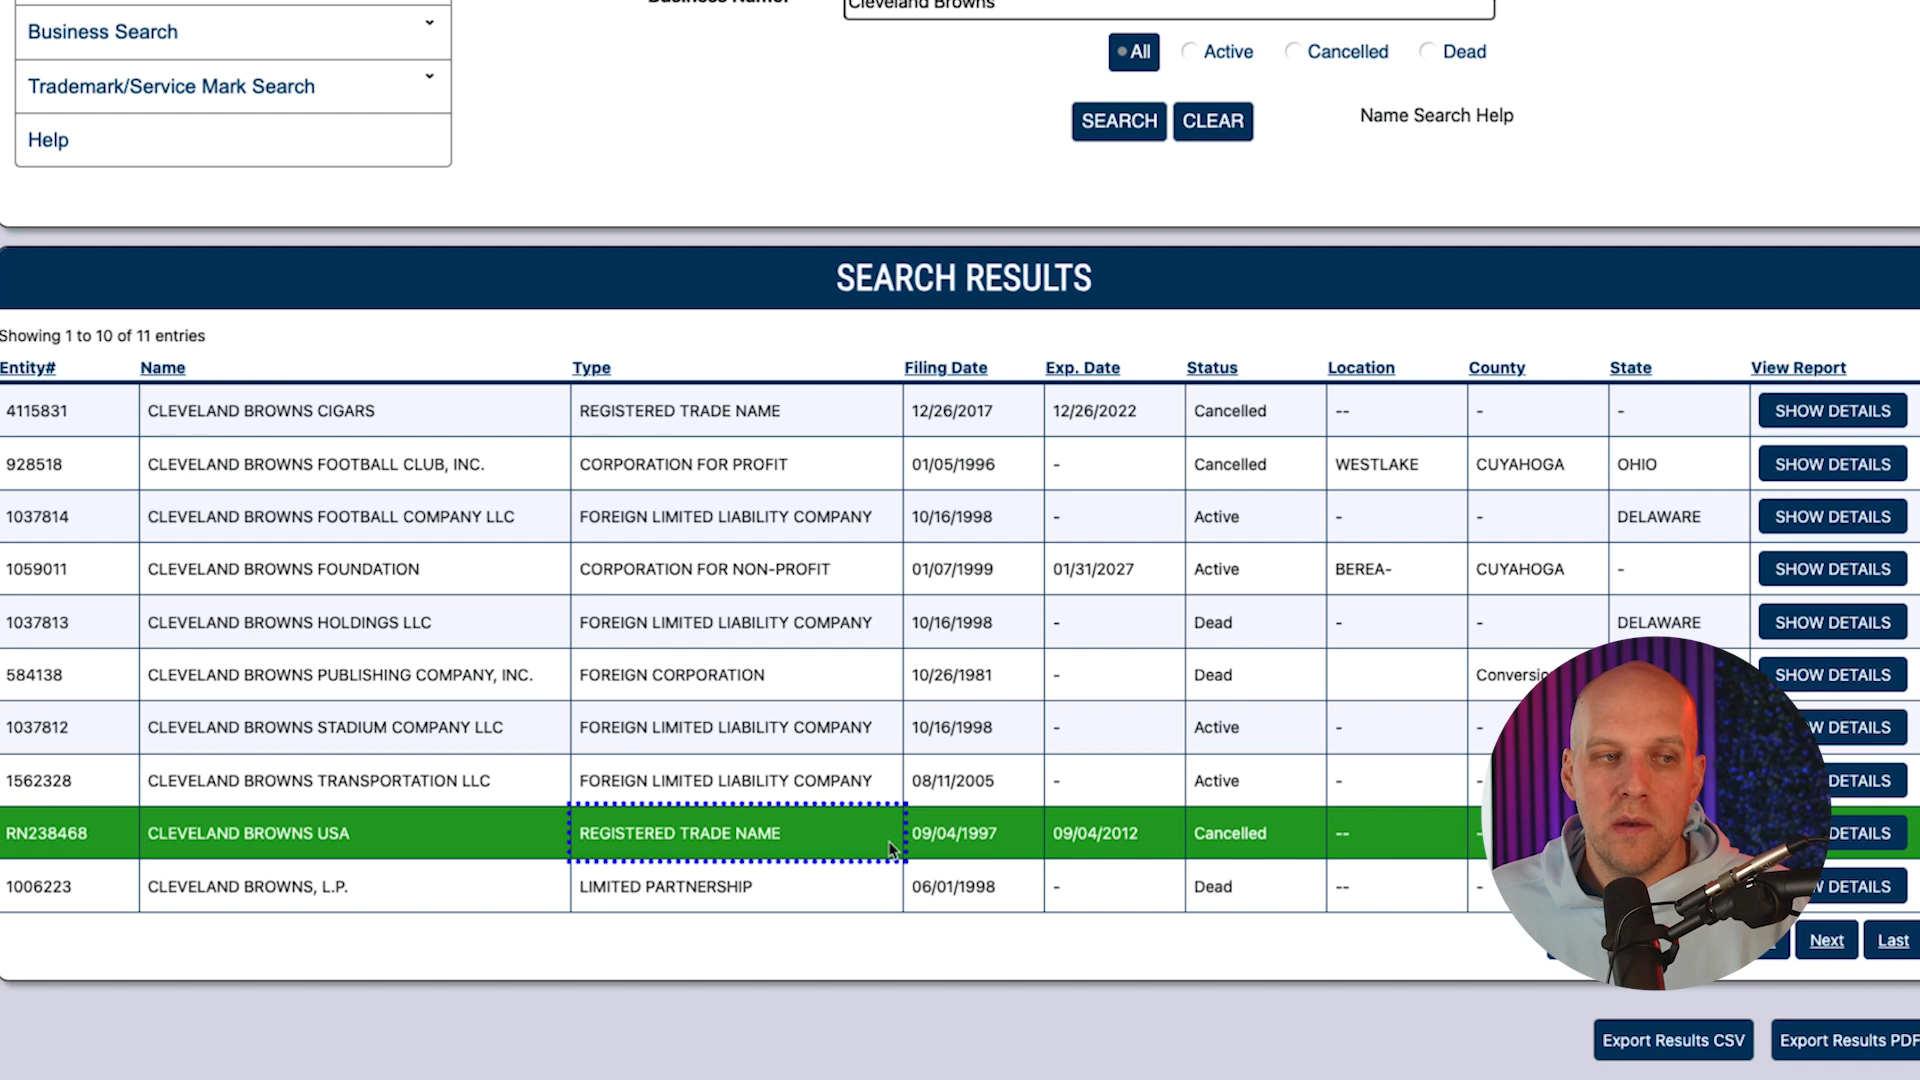 Business Name:
Cleveland Browns
Business Search
Trademark/Service Mark Search
Help
All Active Cancelled Dead
SEARCH CLEAR Name Search Help
SEARCH RESULTS
Showing 1 to 10 of 11 entries
Entity# Name Type Filing Date Exp. Date Status Location County State View Report
4115831 CLEVELAND BROWNS CIGARS REGISTERED TRADE NAME 12/26/2017 12/26/2022 Cancelled -- - - SHOW DETAILS
928518 CLEVELAND BROWNS FOOTBALL CLUB, INC. CORPORATION FOR PROFIT 01/05/1996 - Cancelled WESTLAKE CUYAHOGA OHIO SHOW DETAILS
1037814 CLEVELAND BROWNS FOOTBALL COMPANY LLC FOREIGN LIMITED LIABILITY COMPANY 10/16/1998 - Active - - DELAWARE SHOW DETAILS
1059011 CLEVELAND BROWNS FOUNDATION CORPORATION FOR NON-PROFIT 01/07/1999 01/31/2027 Active BEREA- CUYAHOGA - SHOW DETAILS
1037813 CLEVELAND BROWNS HOLDINGS LLC FOREIGN LIMITED LIABILITY COMPANY 10/16/1998 - Dead - - DELAWARE SHOW DETAILS
584138 CLEVELAND BROWNS PUBLISHING COMPANY, INC. FOREIGN CORPORATION 10/26/1981 - Dead Conversio SHOW DETAILS
1037812 CLEVELAND BROWNS STADIUM COMPANY LLC FOREIGN LIMITED LIABILITY COMPANY 10/16/1998 - Active - - W DETAILS
1562328 CLEVELAND BROWNS TRANSPORTATION LLC FOREIGN LIMITED LIABILITY COMPANY 08/11/2005 - Active - - DETAILS
RN238468 CLEVELAND BROWNS USA REGISTERED TRADE NAME 09/04/1997 09/04/2012 Cancelled -- - DETAILS
1006223 CLEVELAND BROWNS, L.P. LIMITED PARTNERSHIP 06/01/1998 - Dead -- - W DETAILS
Next Last
Export Results CSV Export Results PDF